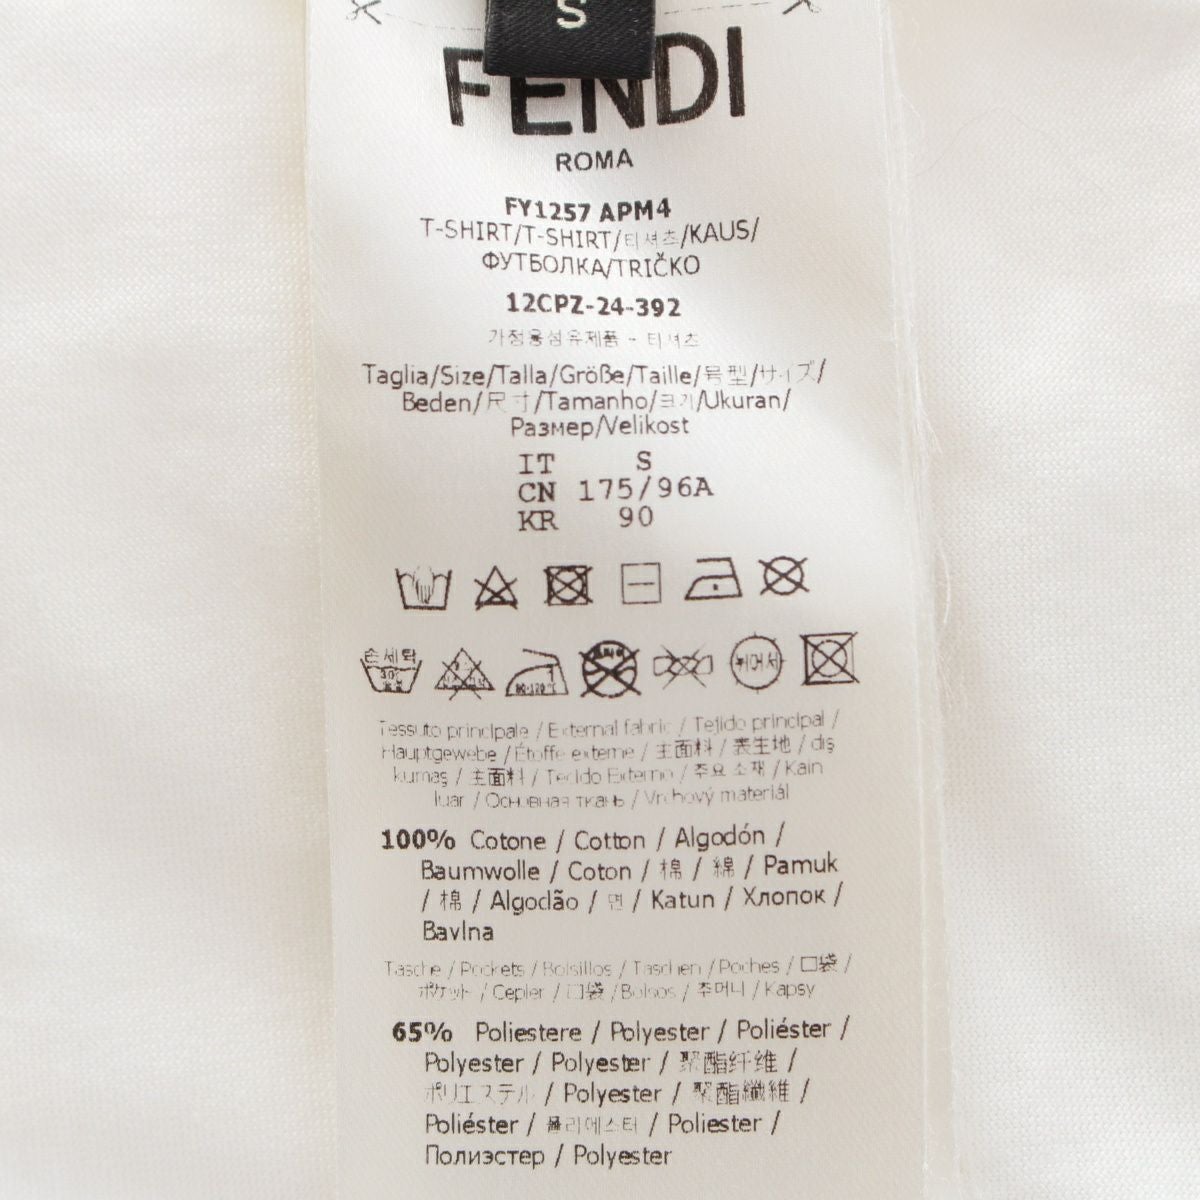 S
FENDI
ROMA
FY1257 APM4
T-SHIRT/T-SHIRT/티셔츠/KAUS/
ФУТБОЛКА/TRIČKO
12CPZ-24-392
가정용섬유제품 - 티셔츠
Taglia/Size/Talla/Größe/Taille/号型/サイズ/
Beden/尺寸/Tamanho/크기/Ukuran/
Размер/Velikost
IT S
CN 175/96A
KR 90
손세탁
30℃ 중성
80-120℃
뉘어서
Tessuto principale / External fabric / Tejido principal /
Hauptgewebe / Étoffe externe / 主面料 / 表生地 / dış
kumaş / 主面料 / Tecido Externo / 주요 소재 / Kain
luar / Основная ткань / Vrchový materiál
100% Cotone / Cotton / Algodón /
Baumwolle / Coton / 棉 / 綿 / Pamuk
/ 棉 / Algodão / 면 / Katun / Хлопок /
Bavlna
Tasche / Pockets / Bolsillos / Taschen / Poches / 口袋 /
ポケット / Cepler / 口袋 / Bolsos / 주머니 / Kapsy
65% Poliestere / Polyester / Poliéster /
Polyester / Polyester / 聚酯纤维 /
ポリエステル / Polyester / 聚酯纖維 /
Poliéster / 폴리에스터 / Poliester /
Полиэстер / Polyester